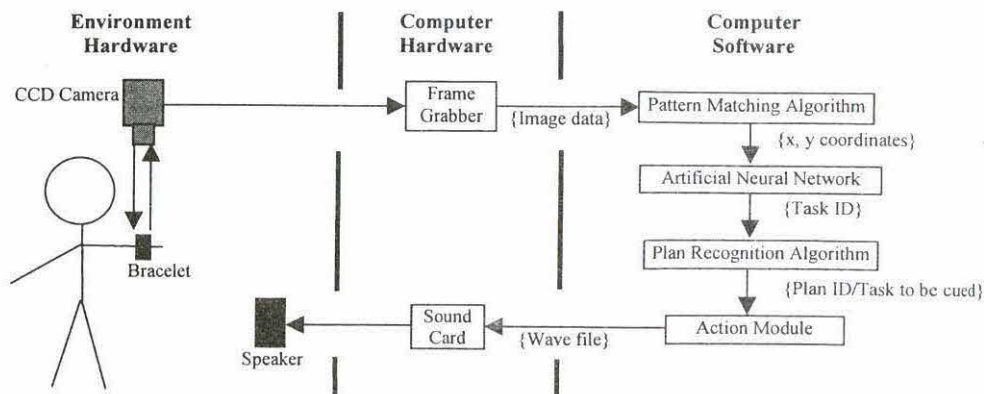 Environment
Hardware
Computer
Hardware
Computer
Software
CCD Camera
Frame
Grabber
{Image data}
Pattern Matching Algorithm
{x, y coordinates}
Artificial Neural Network
{Task ID}
Bracelet
Plan Recognition Algorithm
{Plan ID/Task to be cued}
Speaker
Sound
Card
{Wave file}
Action Module